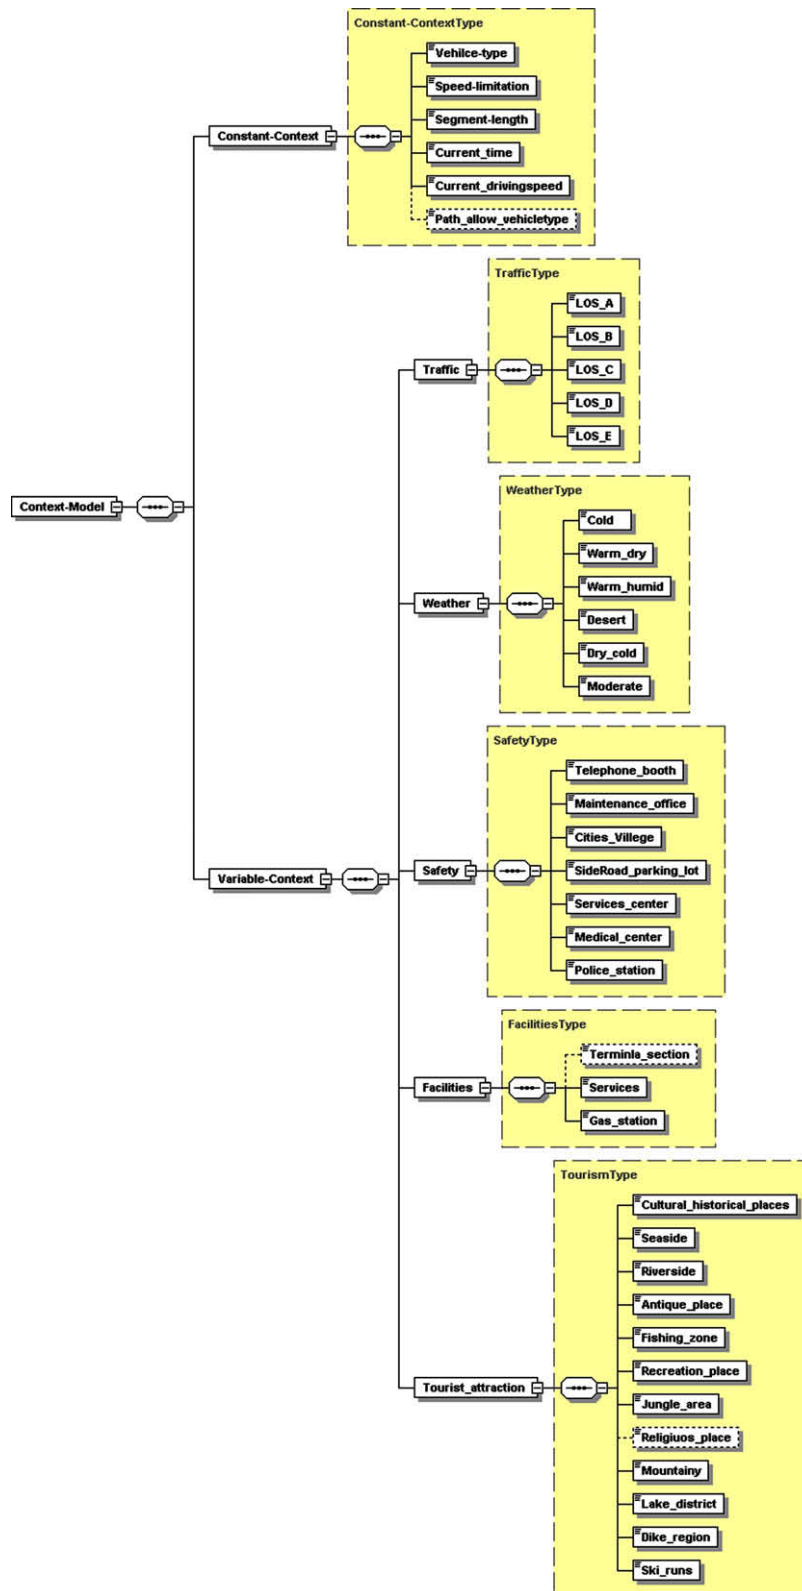 Constant-ContextType
Vehilce-type
Speed-limitation
Segment-length
Constant-Context
Current_time
Current_drivingspeed
Path_allow_vehicletype
TrafficType
LOS_A
LOS_B
Traffic
LOS_C
LOS_D
LOS_E
Context-Model
WeatherType
Cold
Warm_dry
Warm_humid
Weather
Desert
Dry_cold
Moderate
SafetyType
Telephone_booth
Maintenance_office
Cities_Villege
Variable-Context
Safety
SideRoad_parking_lot
Services_center
Medical_center
Police_station
FacilitiesType
Terminla_section
Facilities
Services
Gas_station
TourismType
Cultural_historical_places
Seaside
Riverside
Antique_place
Fishing_zone
Recreation_place
Tourist_attraction
Jungle_area
Religiuos_place
Mountainy
Lake_district
Dike_region
Ski_runs